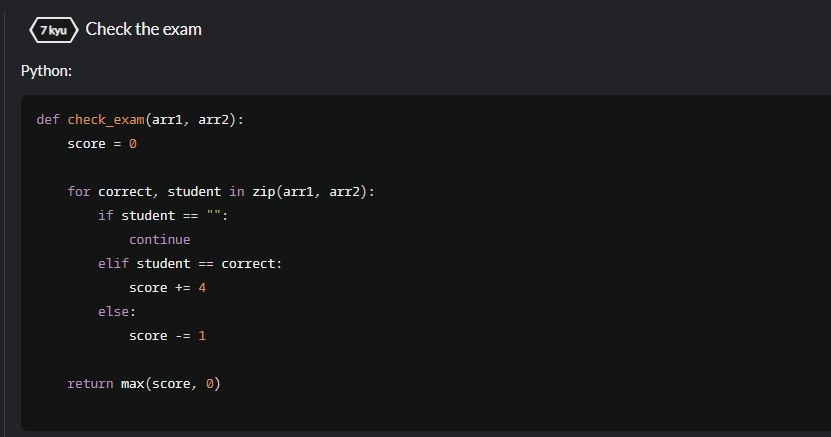 7 kyu Check the exam
Python:
def check_exam(arr1, arr2):
    score = 0
    for correct, student in zip(arr1, arr2):
        if student == "":
            continue
        elif student == correct:
            score += 4
        else:
            score -= 1
    return max(score, 0)